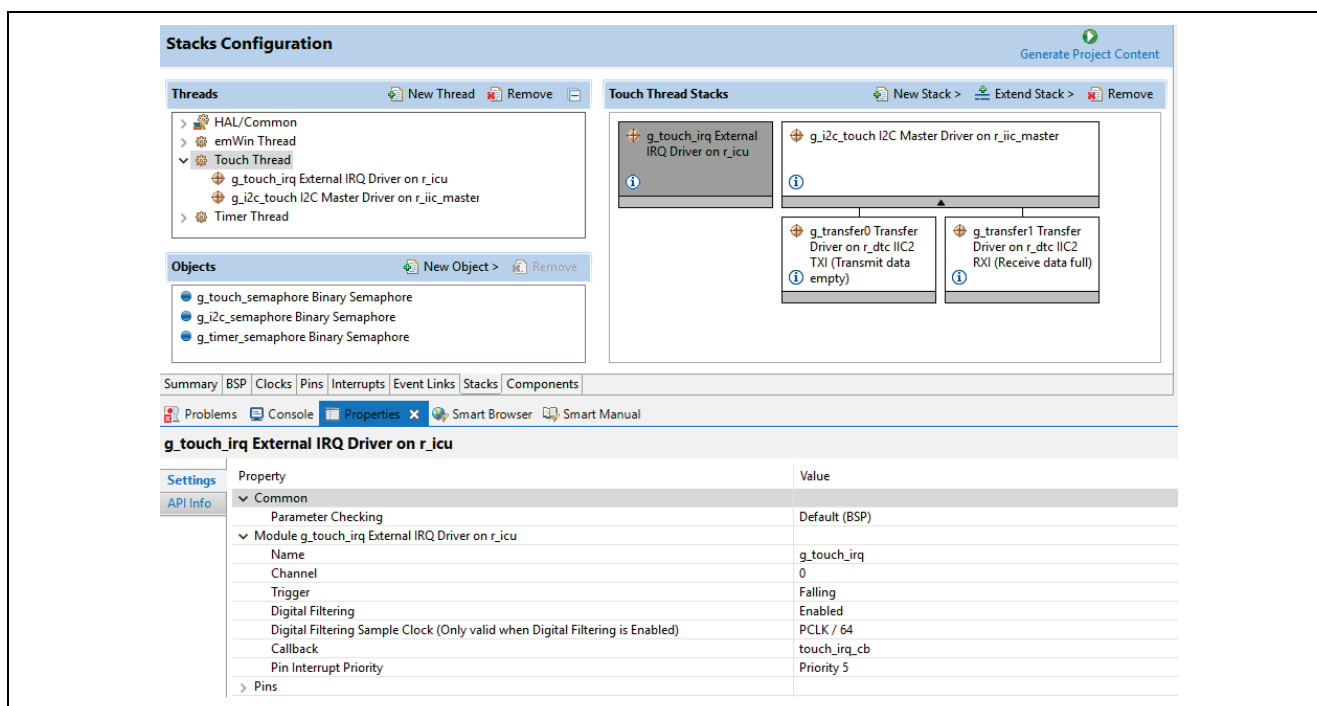 Stacks Configuration
Generate Project Content
Threads
New Thread
Remove
HAL/Common
emWin Thread
Touch Thread
g_touch_irq External IRQ Driver on r_icu
g_i2c_touch I2C Master Driver on r_iic_master
Timer Thread
Objects
New Object >
Remove
g_touch_semaphore Binary Semaphore
g_i2c_semaphore Binary Semaphore
g_timer_semaphore Binary Semaphore
Touch Thread Stacks
New Stack >
Extend Stack >
Remove
g_touch_irq External
IRQ Driver on r_icu
g_i2c_touch I2C Master Driver on r_iic_master
g_transfer0 Transfer
Driver on r_dtc IIC2
TXI (Transmit data
empty)
g_transfer1 Transfer
Driver on r_dtc IIC2
RXI (Receive data full)
Summary BSP Clocks Pins Interrupts Event Links Stacks Components
Problems Console Properties Smart Browser Smart Manual
g_touch_irq External IRQ Driver on r_icu
Settings
API Info
Property Value
Common
Parameter Checking Default (BSP)
Module g_touch_irq External IRQ Driver on r_icu
Name g_touch_irq
Channel 0
Trigger Falling
Digital Filtering Enabled
Digital Filtering Sample Clock (Only valid when Digital Filtering is Enabled) PCLK / 64
Callback touch_irq_cb
Pin Interrupt Priority Priority 5
Pins